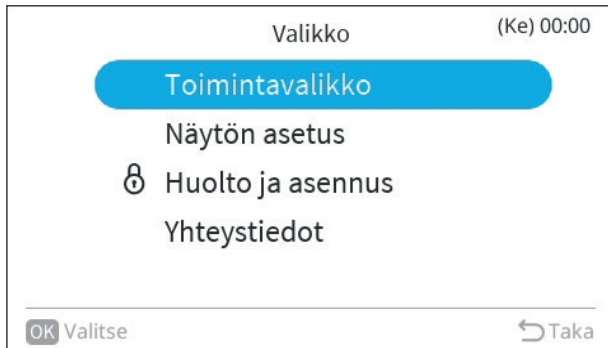 Valikko
(Ke) 00:00
Toimintavalikko
Näytön asetus
Huolto ja asennus
Yhteystiedot
OK Valitse
Taka